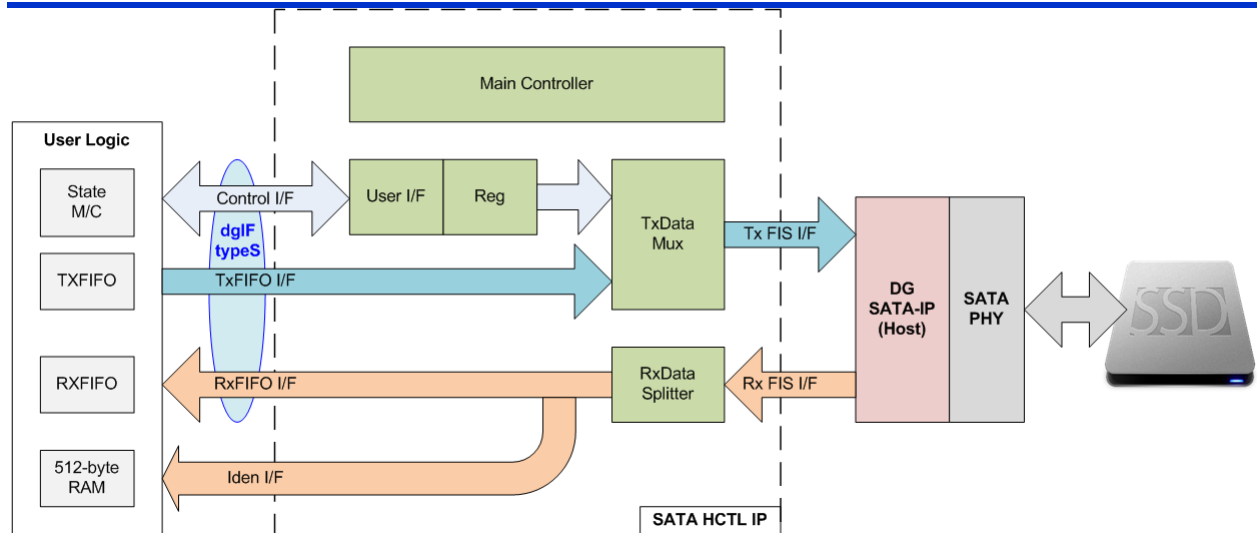 Main Controller
User Logic
State
M/C
Control I/F
User I/F
Reg
TxData
Mux
Tx FIS I/F
dgIF
typeS
TXFIFO
TxFIFO I/F
DG
SATA-IP
(Host)
SATA
PHY
SSD
RXFIFO
RxFIFO I/F
RxData
Splitter
Rx FIS I/F
512-byte
RAM
Iden I/F
SATA HCTL IP